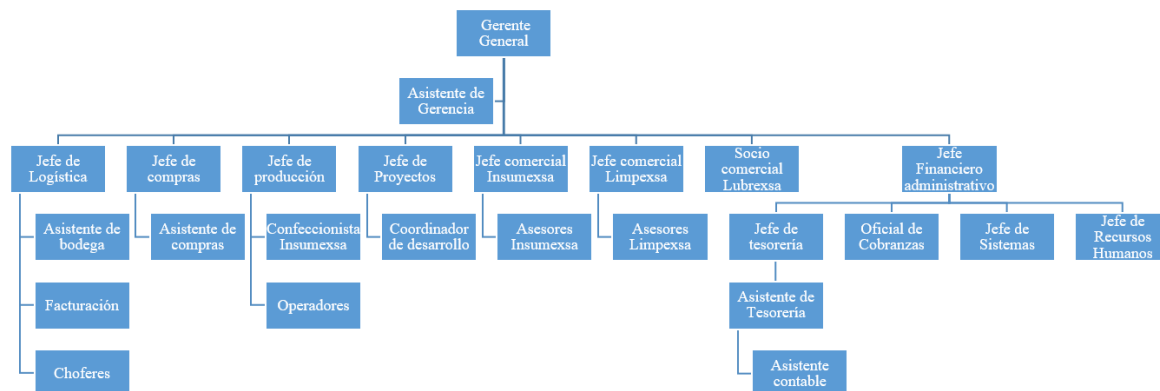 Gerente
General
Asistente de
Gerencia
Jefe de
Logística
Jefe de
compras
Jefe de
producción
Jefe de
Proyectos
Jefe comercial
Insumexsa
Jefe comercial
Limpexsa
Socio
comercial
Lubrexsa
Jefe
Financiero
administrativo
Asistente de
bodega
Asistente de
compras
Confeccionista
Insumexsa
Coordinador
de desarrollo
Asesores
Insumexsa
Asesores
Limpexsa
Jefe de
tesorería
Oficial de
Cobranzas
Jefe de
Sistemas
Jefe de
Recursos
Humanos
Facturación
Operadores
Asistente de
Tesorería
Choferes
Asistente
contable